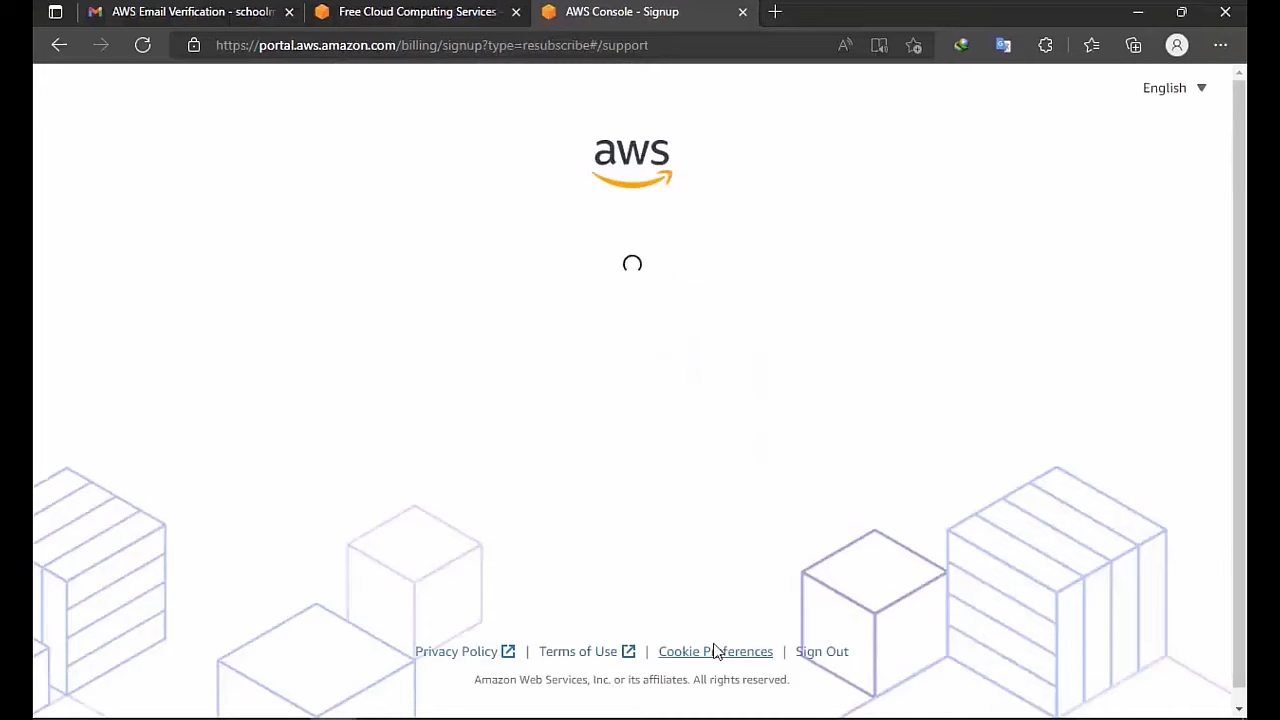 AWS Email Verification - schoolm
Free Cloud Computing Services -
AWS Console - Signup
https://portal.aws.amazon.com/billing/signup?type=resubscribe#/support
English
aws
Privacy Policy | Terms of Use | Cookie Preferences | Sign Out
Amazon Web Services, Inc. or its affiliates. All rights reserved.